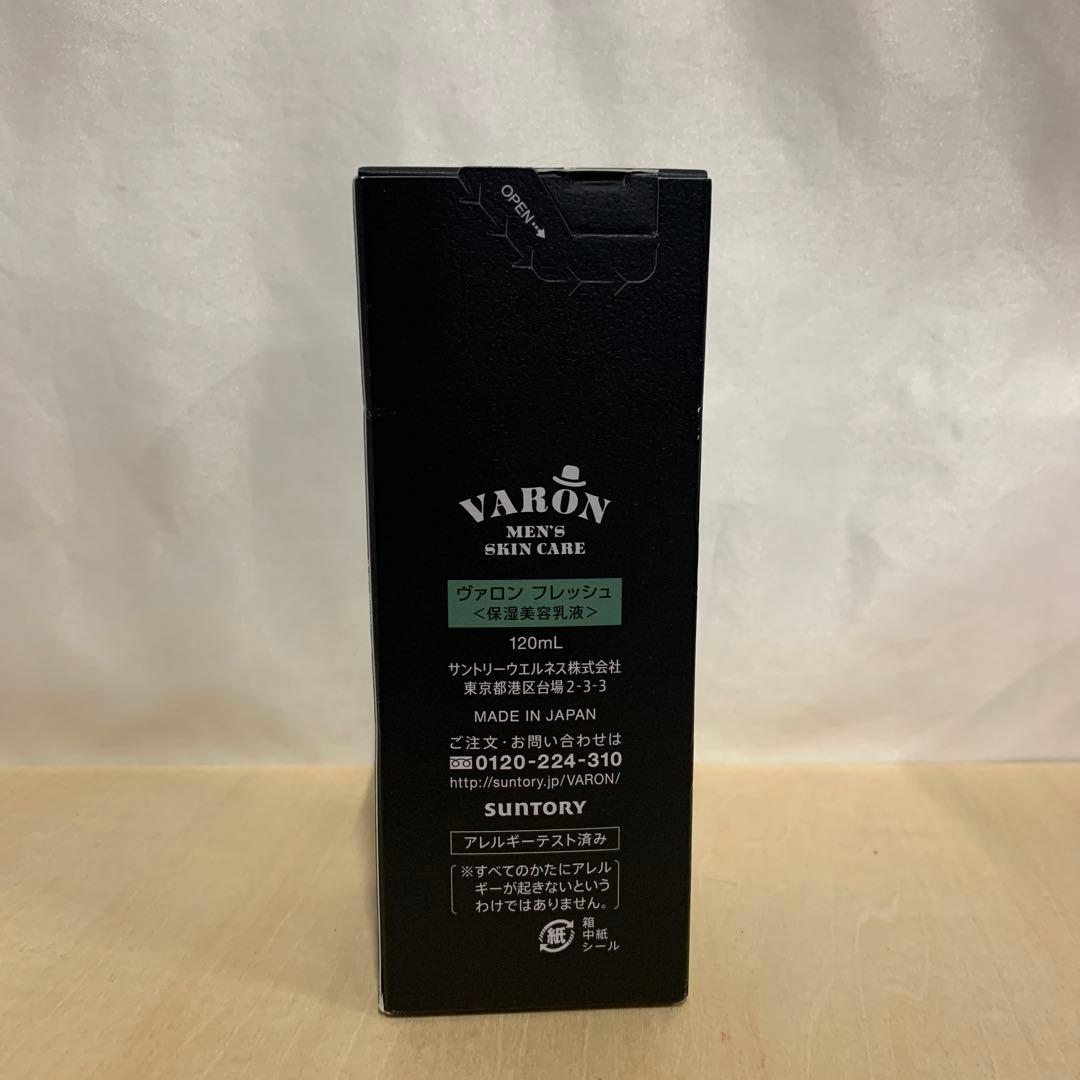 OPEN
VARON
MEN'S
SKIN CARE
ヴァロン フレッシュ
<保湿美容乳液>
120mL
サントリーウエルネス株式会社
東京都港区台場2-3-3
MADE IN JAPAN
ご注文・お問い合わせは
0120-224-310
http://suntory.jp/VARON/
SUNTORY
アレルギーテスト済み
※すべてのかたにアレル
ギーが起きないという
わけではありません。
紙
箱
中紙
シール